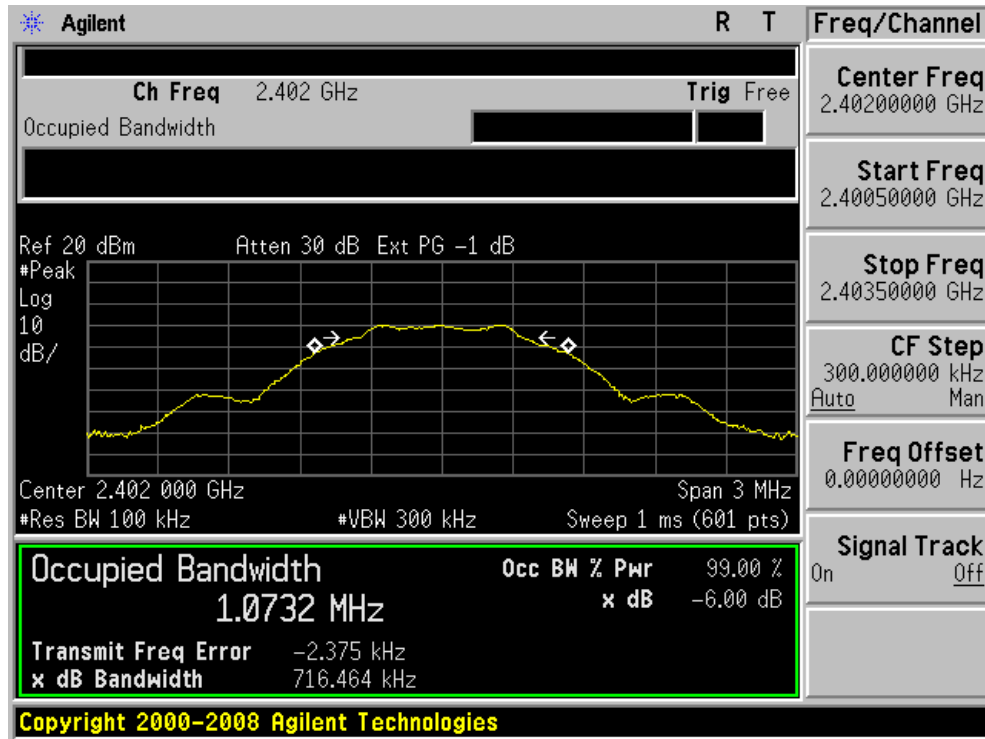 Agilent R T
Ch Freq 2.402 GHz Trig Free
Occupied Bandwidth
Ref 20 dBm Atten 30 dB Ext PG −1 dB
#Peak
Log
10
dB/
Center 2.402 000 GHz Span 3 MHz
#Res BW 100 kHz #VBW 300 kHz Sweep 1 ms (601 pts)
Occupied Bandwidth Occ BW % Pwr 99.00 %
1.0732 MHz x dB −6.00 dB
Transmit Freq Error −2.375 kHz
x dB Bandwidth 716.464 kHz
Copyright 2000–2008 Agilent Technologies
Freq/Channel
Center Freq
2.40200000 GHz
Start Freq
2.40050000 GHz
Stop Freq
2.40350000 GHz
CF Step
300.000000 kHz
Auto Man
Freq Offset
0.00000000 Hz
Signal Track
On Off